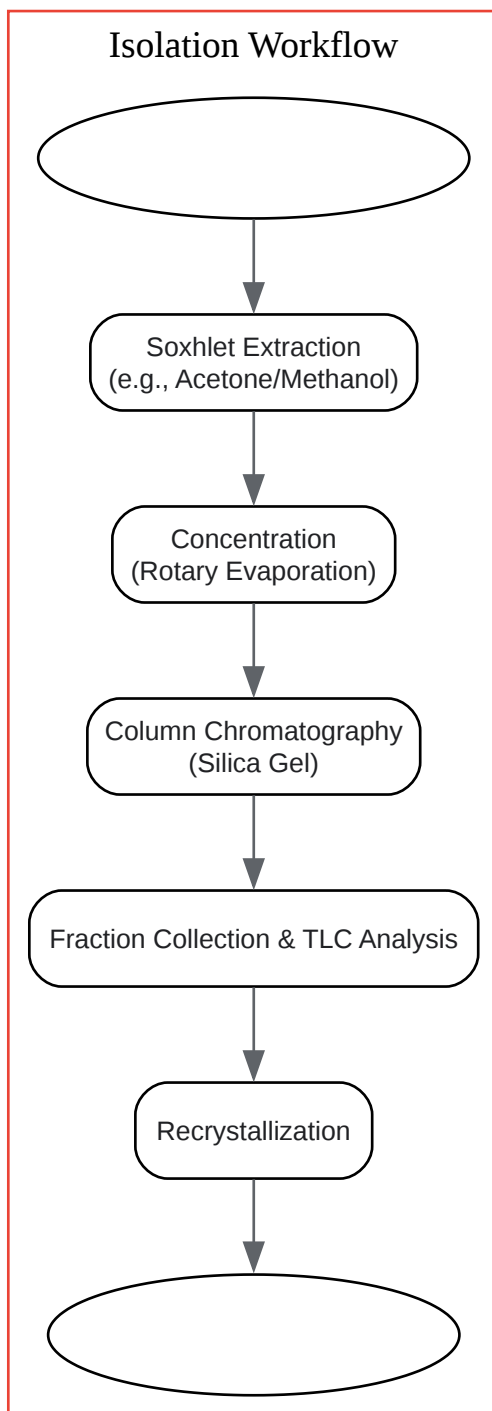 Isolation Workflow
Soxhlet Extraction
(e.g., Acetone/Methanol)
Concentration
(Rotary Evaporation)
Column Chromatography
(Silica Gel)
Fraction Collection & TLC Analysis
Recrystallization